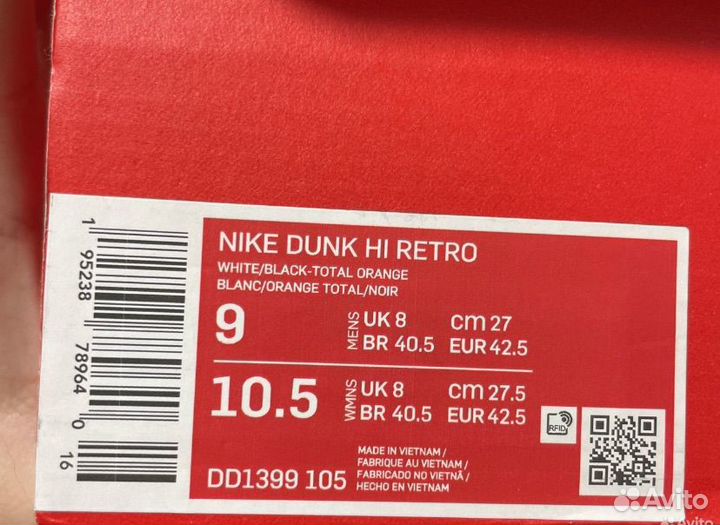 NIKE DUNK HI RETRO
WHITE/BLACK-TOTAL ORANGE
BLANC/ORANGE TOTAL/NOIR
9 MENS UK 8 cm 27
BR 40.5 EUR 42.5
10.5 WMNS UK 8 cm 27.5
BR 40.5 EUR 42.5
RFID
MADE IN VIETNAM /
FABRIQUE AU VIETNAM /
FABRICADO NO VIETNÃ /
HECHO EN VIETNAM
DD1399 105
1 95238 78964 0 16
Avito
Avito